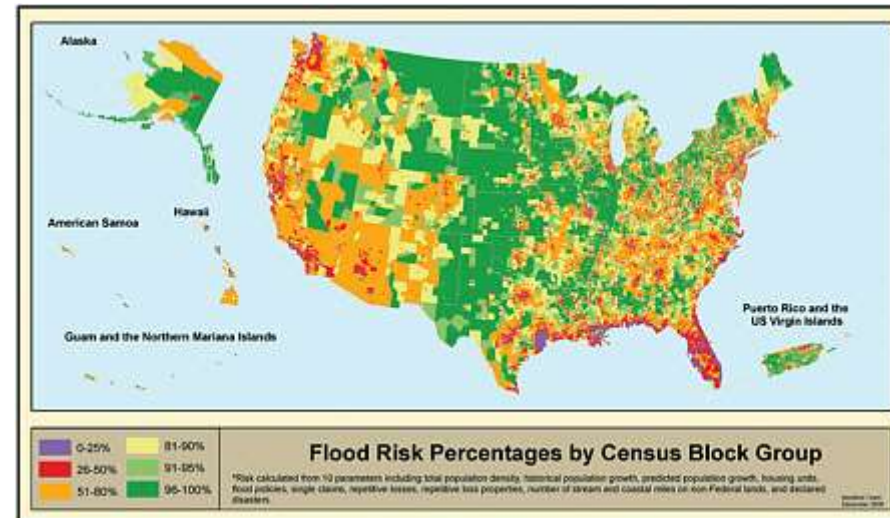 Alaska
Hawaii
American Samoa
Guam and the Northern Mariana Islands
Puerto Rico and the
US Virgin Islands
0-25%
26-50%
51-80%
81-90%
91-95%
96-100%
Flood Risk Percentages by Census Block Group
*Risk calculated from 10 parameters including total population density, historical population growth, predicted population growth, housing units,
flood policies, single claims, repetitive losses, repetitive loss properties, number of stream and coastal miles on non-Federal lands, and declared
disasters.